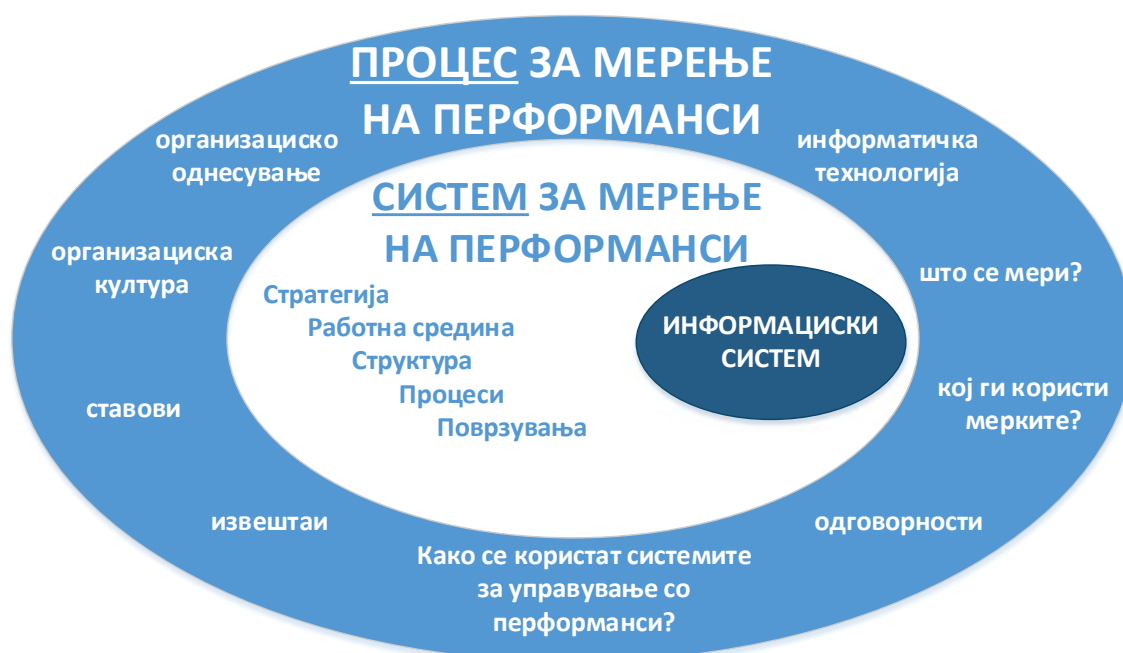 ПРОЦЕС ЗА МЕРЕЊЕ
НА ПЕРФОРМАНСИ
организациско
однесување
информатичка
технологија
СИСТЕМ ЗА МЕРЕЊЕ
НА ПЕРФОРМАНСИ
организациска
култура
што се мери?
Стратегија
Работна средина
Структура
Процеси
Поврзувања
ИНФОРМАЦИСКИ
СИСТЕМ
ставови
кој ги користи
мерките?
извештаи
одговорности
Како се користат системите
за управување со
перформанси?